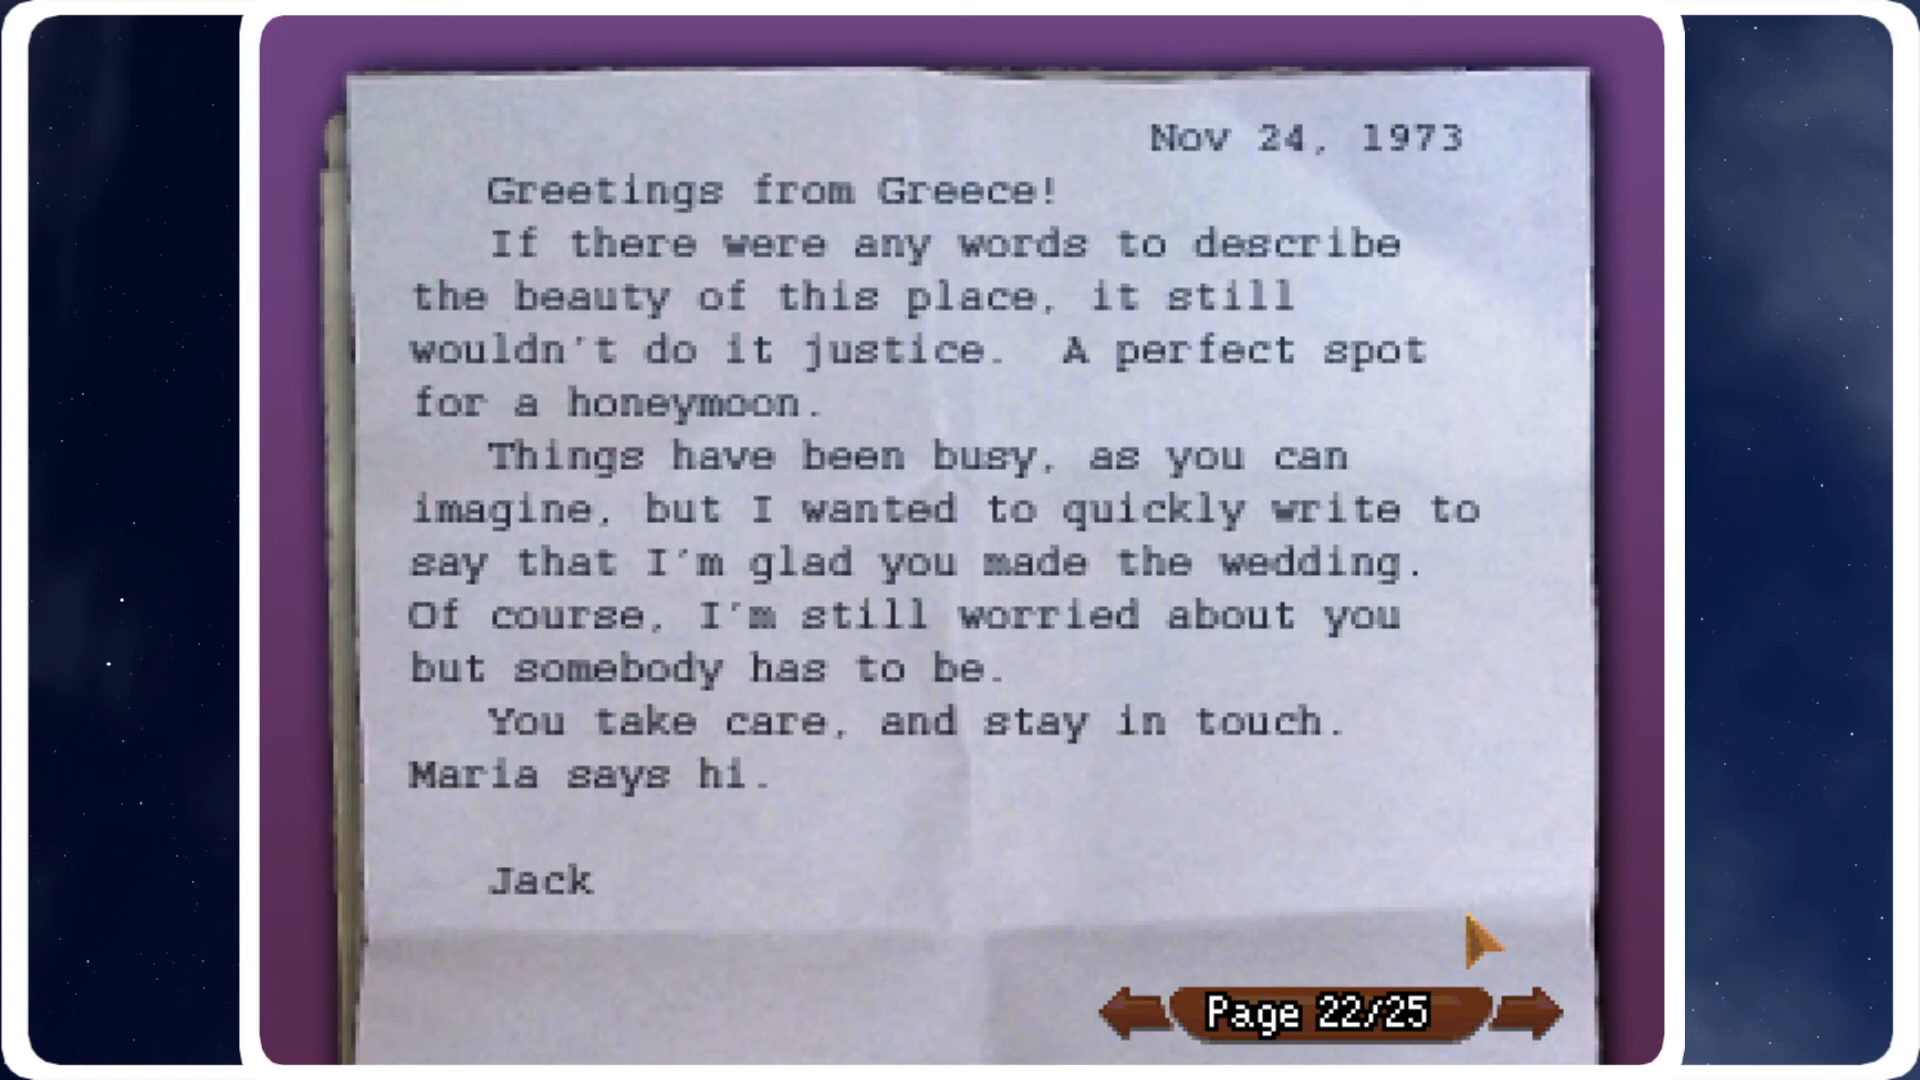 Nov 24, 1973
Greetings from Greece!
If there were any words to describe
the beauty of this place, it still
wouldn't do it justice.  A perfect spot
for a honeymoon.
Things have been busy, as you can
imagine, but I wanted to quickly write to
say that I'm glad you made the wedding.
Of course, I'm still worried about you
but somebody has to be.
You take care, and stay in touch.
Maria says hi.
Jack
Page 22/25